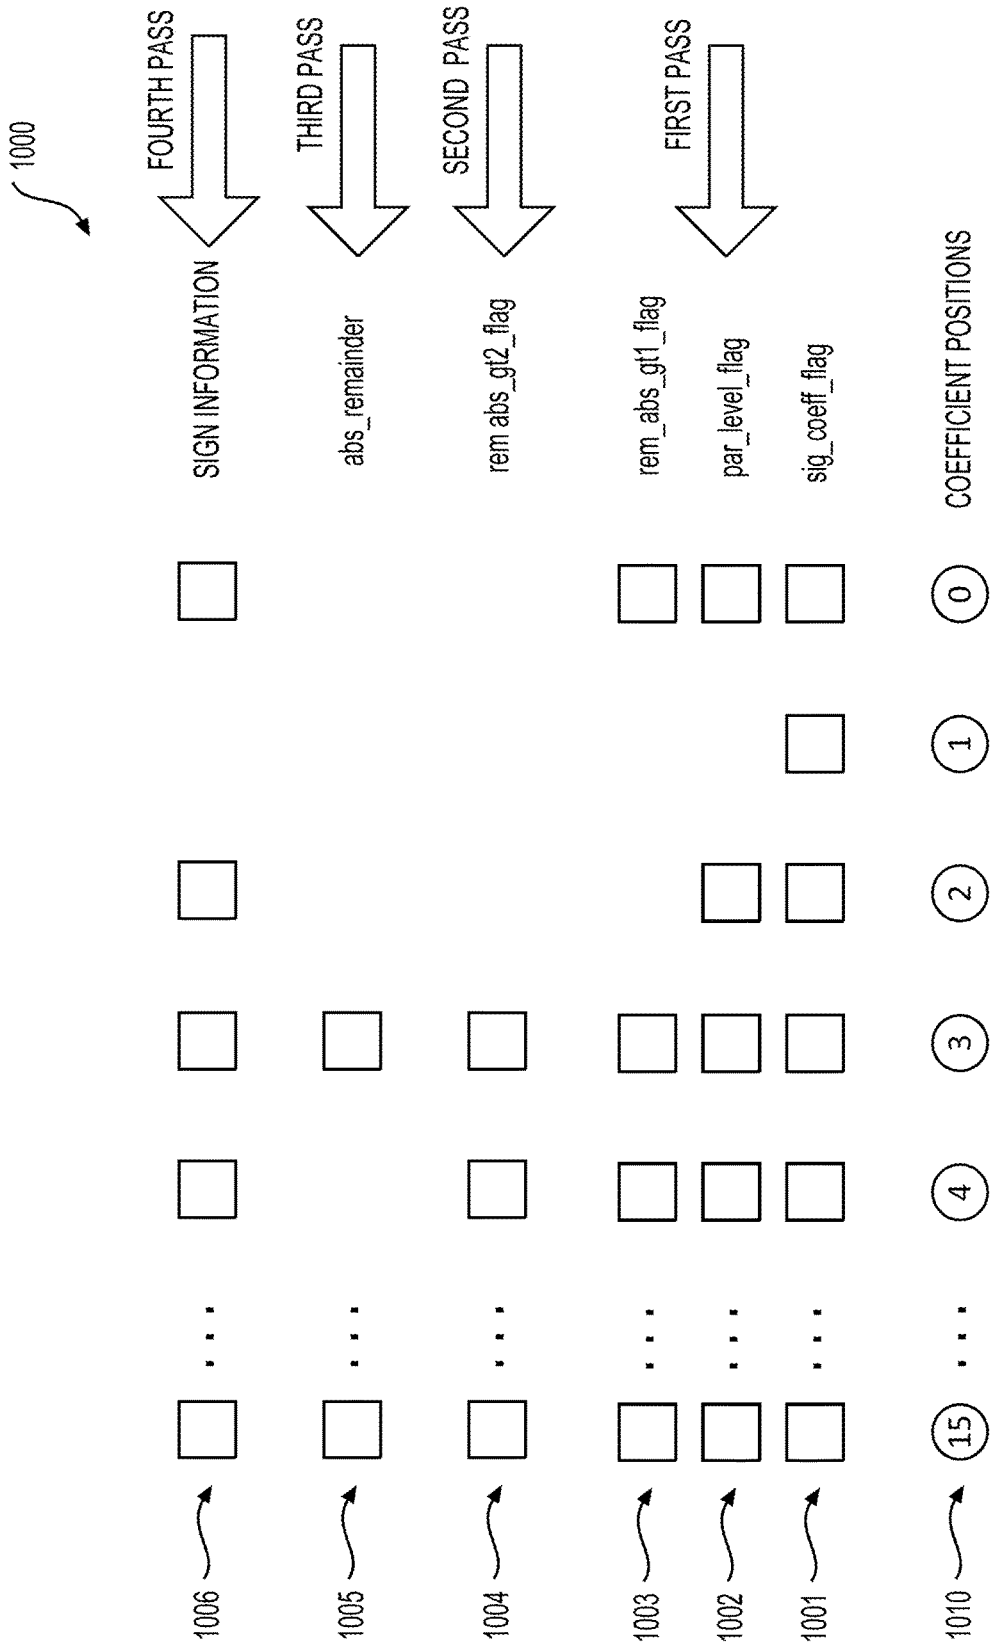 1000
FOURTH PASS
SIGN INFORMATION
1006
THIRD PASS
abs_remainder
1005
SECOND PASS
rem abs_gt2_flag
1004
FIRST PASS
rem_abs_gt1_flag
1003
par_level_flag
1002
sig_coeff_flag
1001
1010
15 ... 4 3 2 1 0
COEFFICIENT POSITIONS